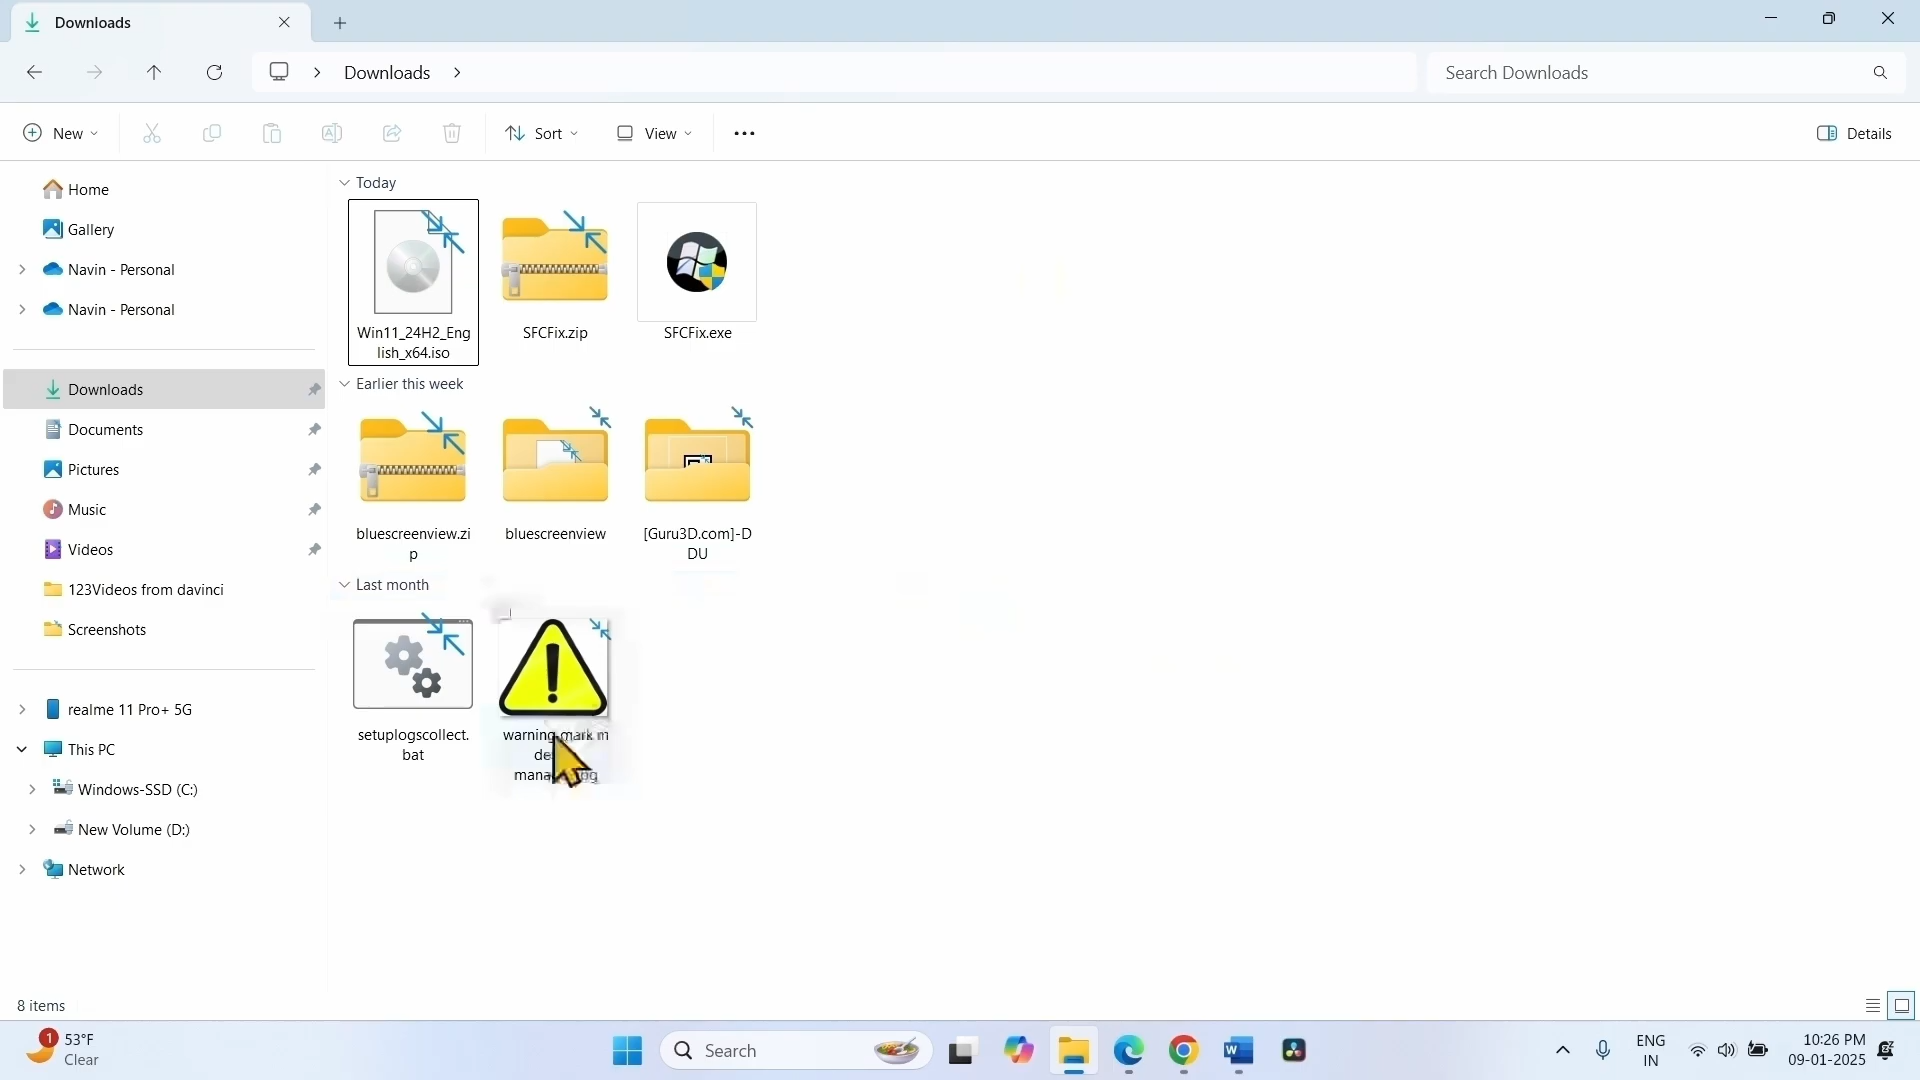 Downloads
Downloads
Search Downloads
New
Sort
View
Details
Home
Gallery
Navin - Personal
Navin - Personal
Downloads
Documents
Pictures
Music
Videos
123Videos from davinci
Screenshots
realme 11 Pro+ 5G
This PC
Windows-SSD (C:)
New Volume (D:)
Network
Today
Win11_24H2_Eng
lish_x64.iso
SFCFix.zip
SFCFix.exe
Earlier this week
bluescreenview.zi
p
bluescreenview
[Guru3D.com]-D
DU
Last month
setuplogscollect.
bat
warning mark
8 items
1
53°F
Clear
Search
ENG
IN
10:26 PM
09-01-2025